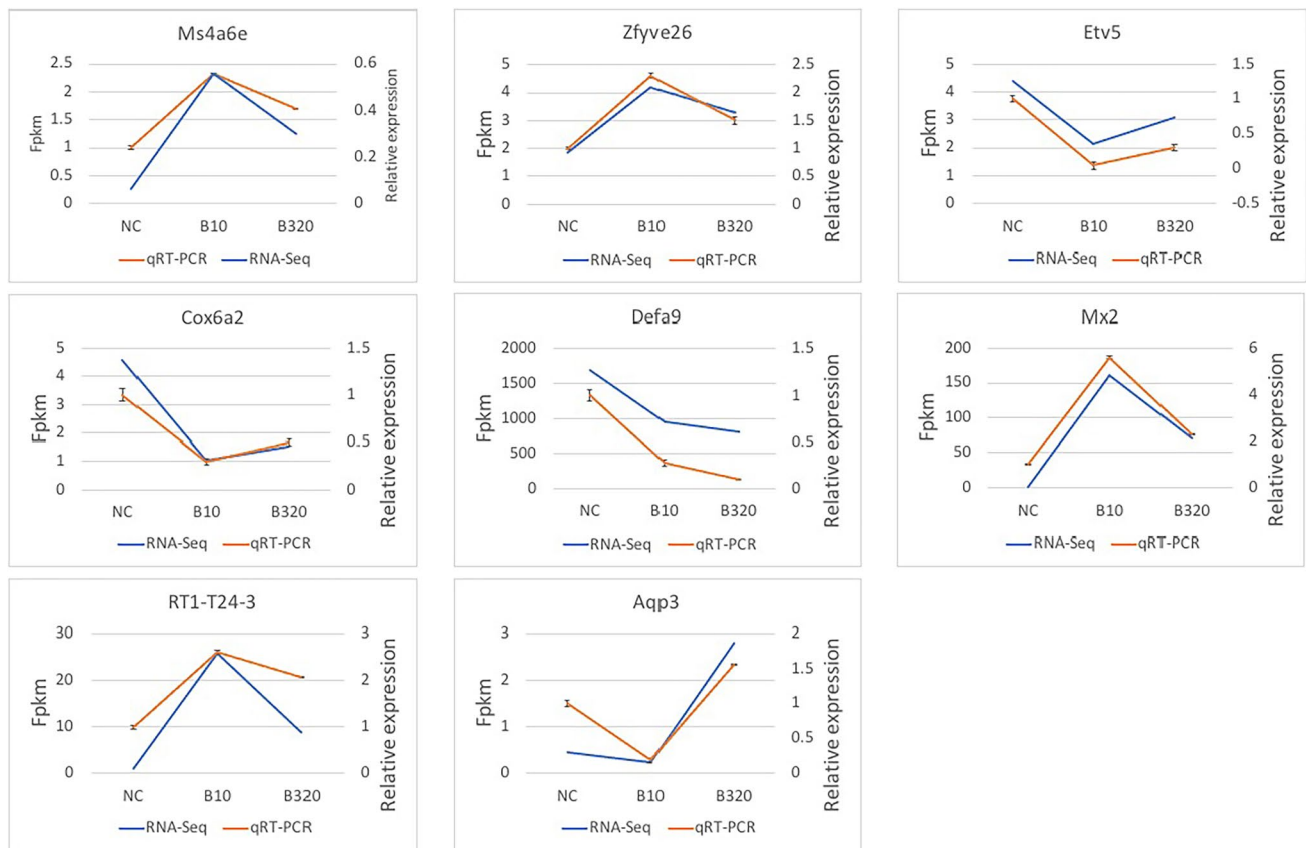 Ms4a6e
Fpkm
2.5
2
1.5
1
0.5
0
0.6
0.4
0.2
0
Relative expression
NC B10 B320
qRT-PCR RNA-Seq
Zfyve26
Fpkm
5
4
3
2
1
0
2.5
2
1.5
1
0.5
0
Relative expression
NC B10 B320
RNA-Seq qRT-PCR
Etv5
Fpkm
5
4
3
2
1
0
1.5
1
0.5
0
-0.5
Relative expression
NC B10 B320
RNA-Seq qRT-PCR
Cox6a2
Fpkm
5
4
3
2
1
0
1.5
1
0.5
0
Relative expression
NC B10 B320
RNA-Seq qRT-PCR
Defa9
Fpkm
2000
1500
1000
500
0
1.5
1
0.5
0
Relative expression
NC B10 B320
RNA-Seq qRT-PCR
Mx2
Fpkm
200
150
100
50
0
6
4
2
0
Relative expression
NC B10 B320
RNA-Seq qRT-PCR
RT1-T24-3
Fpkm
30
20
10
0
3
2
1
0
Relative expression
NC B10 B320
RNA-Seq qRT-PCR
Aqp3
Fpkm
3
2
1
0
2
1.5
1
0.5
0
Relative expression
NC B10 B320
RNA-Seq qRT-PCR